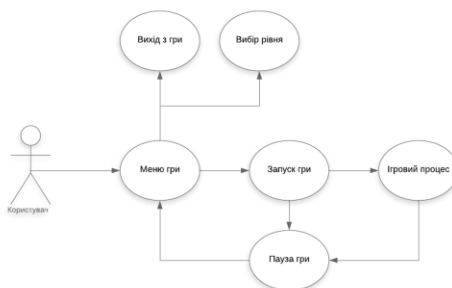 Вихід з гри
Вибір рівня
Меню гри
Запуск гри
Ігровий процес
Користувач
Пауза гри